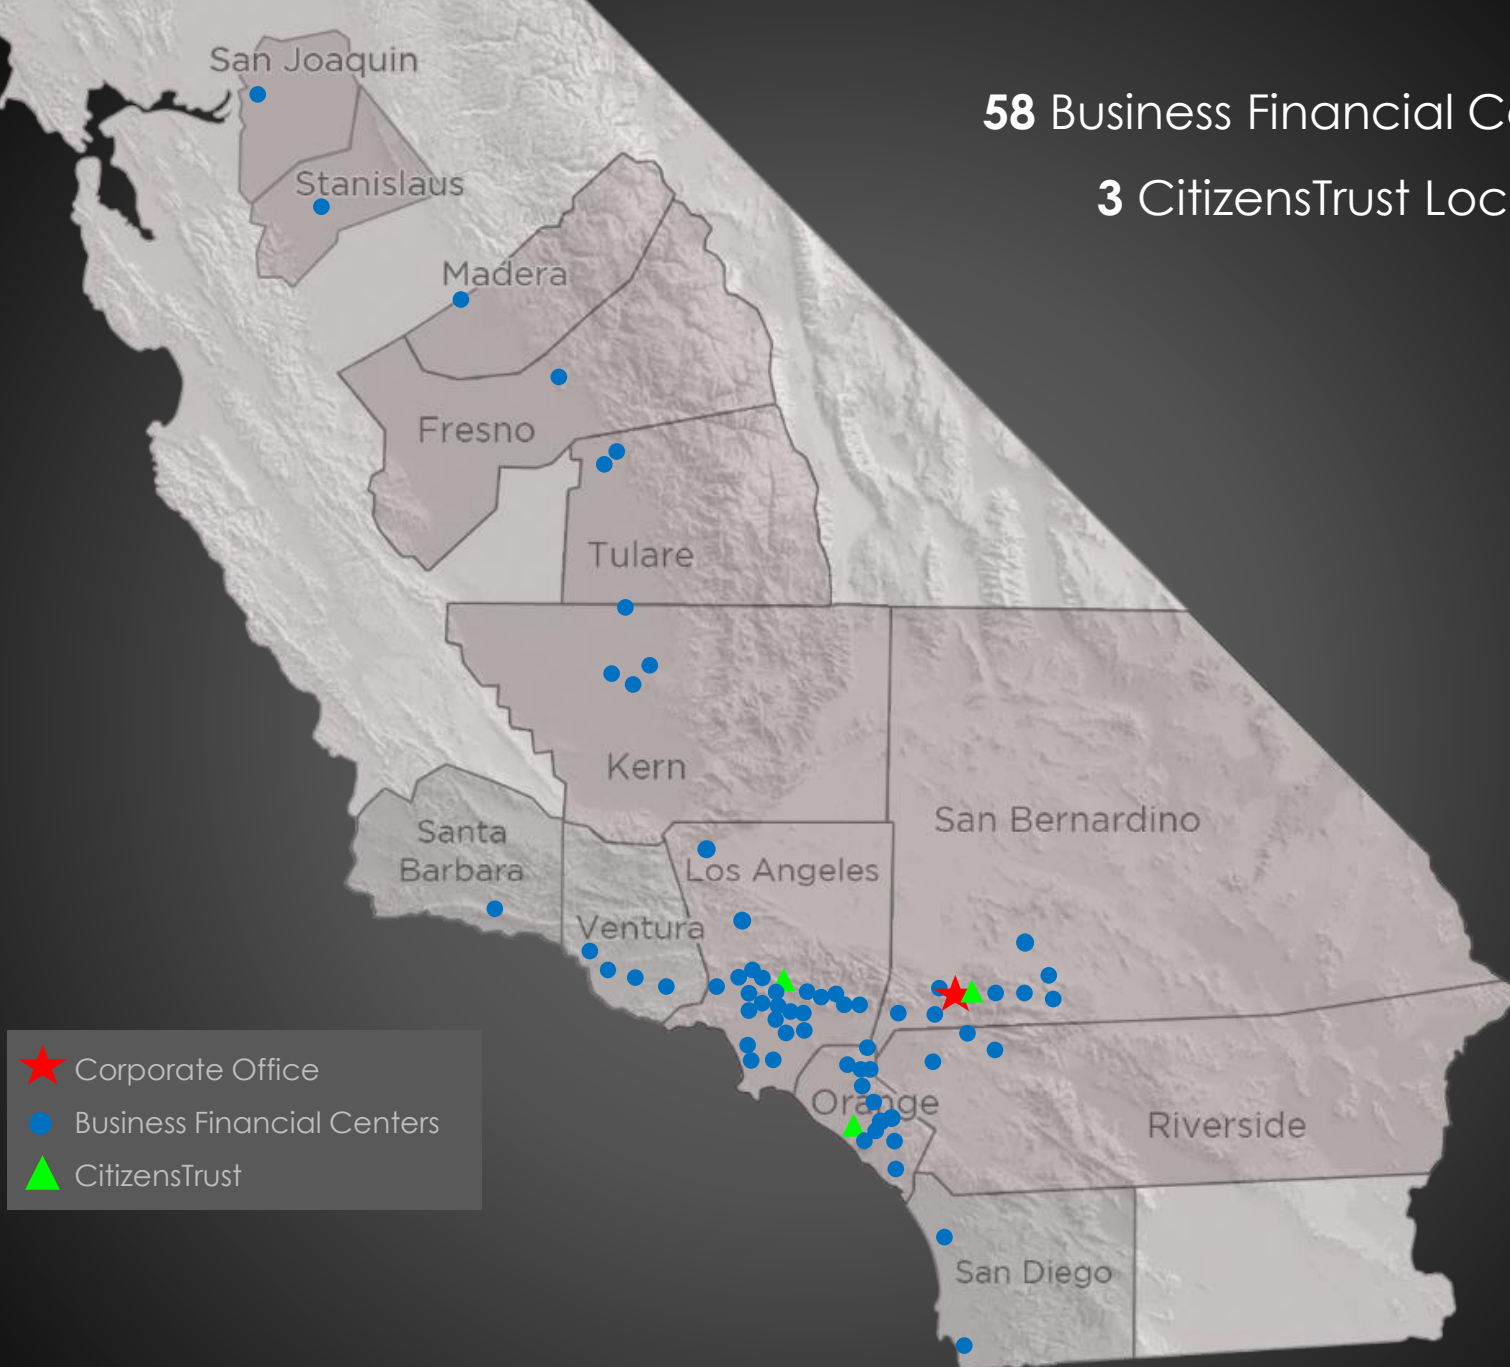 58 Business Financial
3 CitizensTrust
San Joaquin
Stanislaus
Madera
Fresno
Tulare
Kern
San Bernardino
Santa
Barbara
Los Angeles
Ventura
Orange
Riverside
San Diego
Corporate Office
Business Financial Centers
CitizensTrust